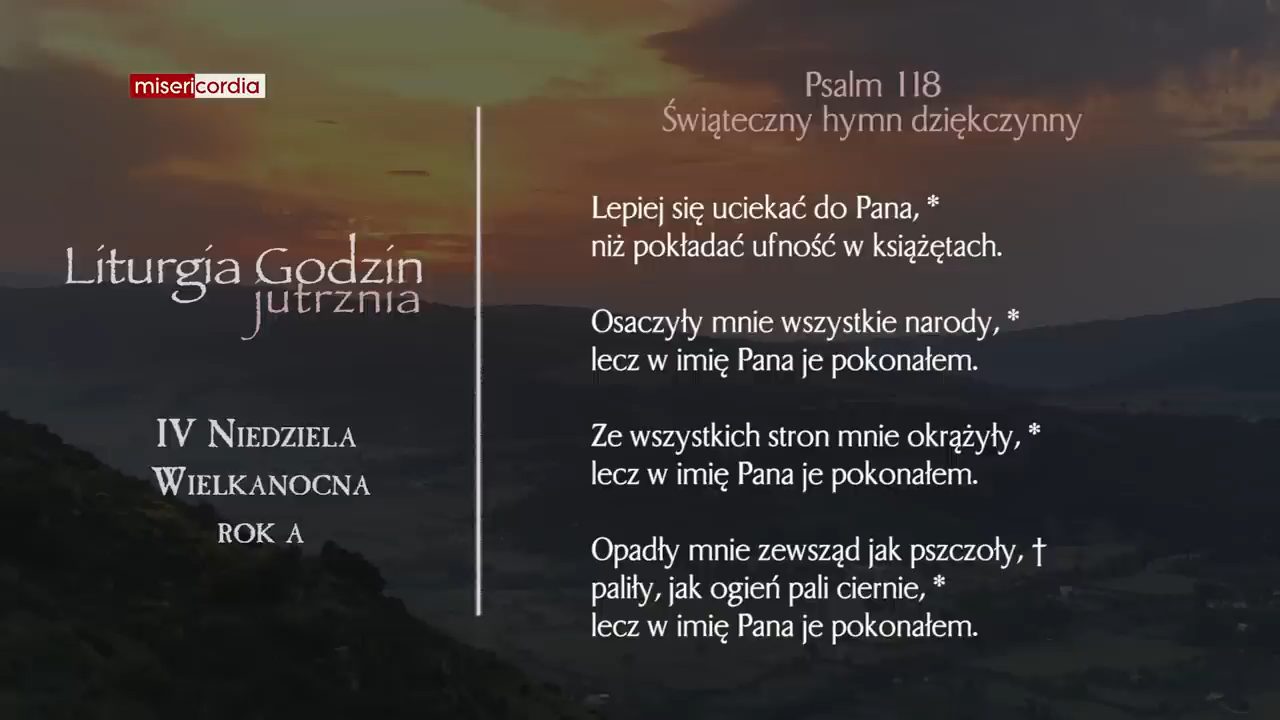 misericordia
Liturgia Godzin
jutrznia
IV Niedziela
Wielkanocna
rok A
Psalm 118
Świąteczny hymn dziękczynny
Lepiej się uciekać do Pana, *
niż pokładać ufność w książętach.
Osaczyły mnie wszystkie narody, *
lecz w imię Pana je pokonałem.
Ze wszystkich stron mnie okrążyły, *
lecz w imię Pana je pokonałem.
Opadły mnie zewsząd jak pszczoły, †
paliły, jak ogień pali ciernie, *
lecz w imię Pana je pokonałem.